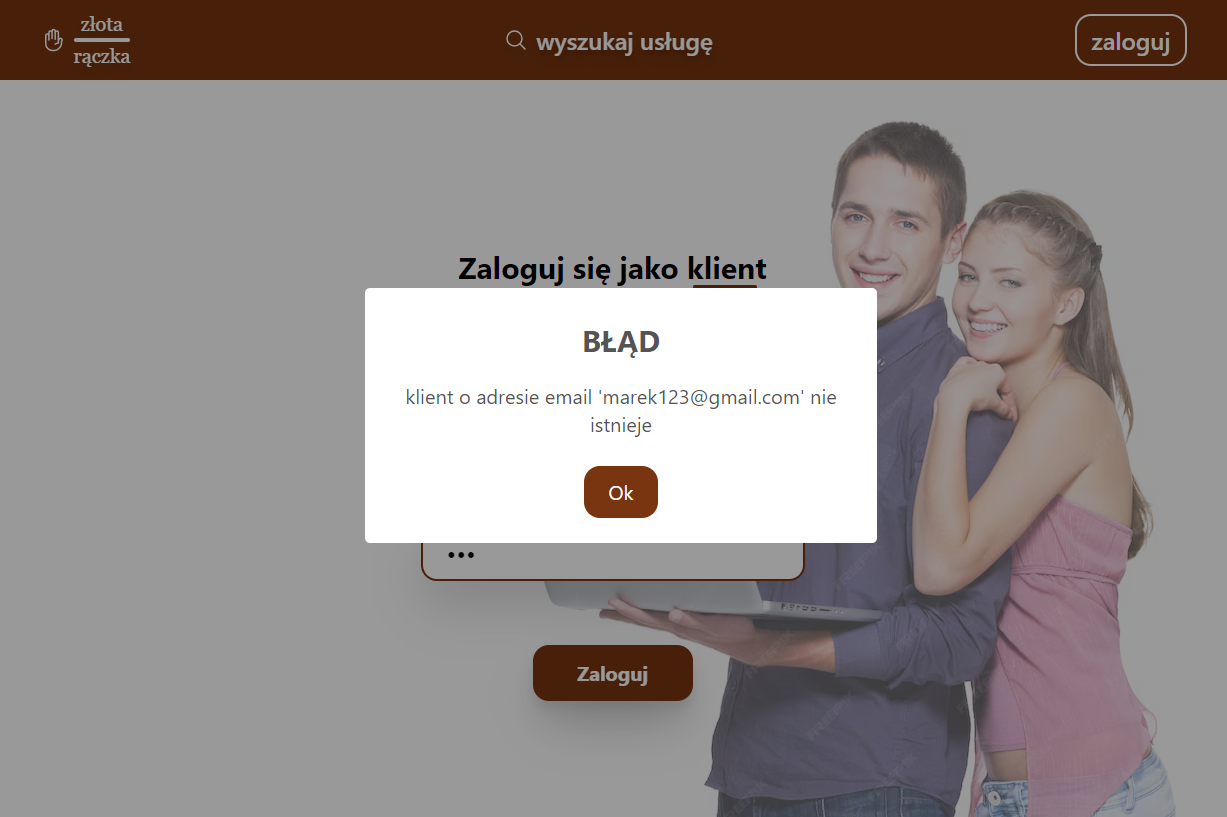 złota
rączka
wyszukaj usługę
zaloguj
Zaloguj się jako klient
BŁĄD
klient o adresie email 'marek123@gmail.com' nie
istnieje
Ok
•••
Zaloguj